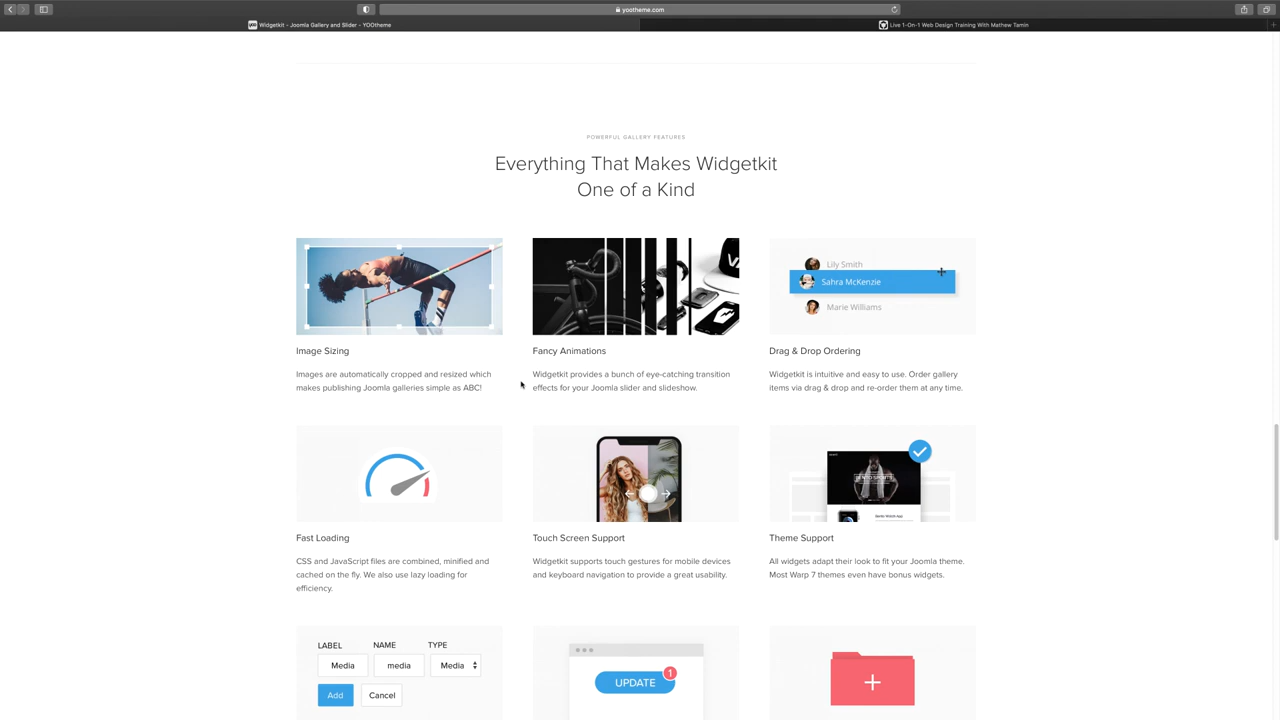 yootheme.com
yoo Widgetkit - Joomla Gallery and Slider - YOOtheme
Live 1-On-1 Web Design Training With Mathew Tamin
POWERFUL GALLERY FEATURES
Everything That Makes Widgetkit
One of a Kind
Lily Smith
Sahra McKenzie
Marie Williams
Image Sizing
Images are automatically cropped and resized which
makes publishing Joomla galleries simple as ABC!
Fancy Animations
Widgetkit provides a bunch of eye-catching transition
effects for your Joomla slider and slideshow.
Drag & Drop Ordering
Widgetkit is intuitive and easy to use. Order gallery
items via drag & drop and re-order them at any time.
Fast Loading
CSS and JavaScript files are combined, minified and
cached on the fly. We also use lazy loading for
efficiency.
Touch Screen Support
Widgetkit supports touch gestures for mobile devices
and keyboard navigation to provide a great usability.
Theme Support
All widgets adapt their look to fit your Joomla theme.
Most Warp 7 themes even have bonus widgets.
LABEL NAME TYPE
Media media Media
Add Cancel
UPDATE 1